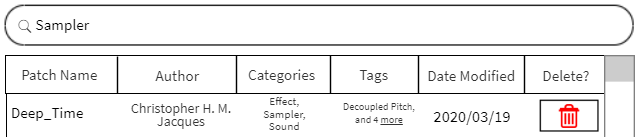 Sampler
Patch Name Author Categories Tags Date Modified Delete?
Deep_Time
Christopher H. M.
Jacques
Effect,
Sampler,
Sound
Decoupled Pitch,
and 4 more
2020/03/19